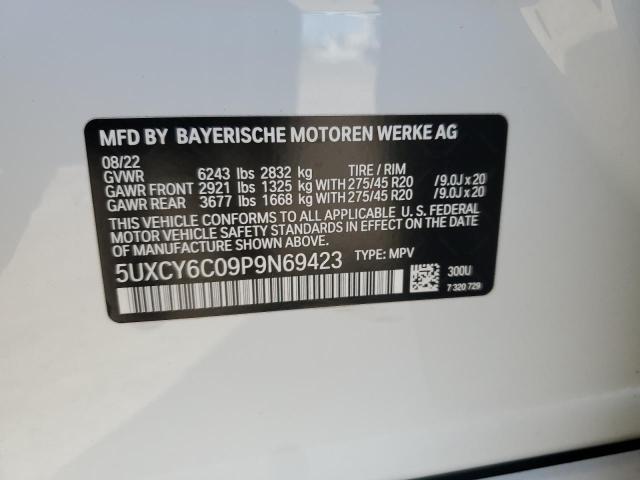 MFD BY BAYERISCHE MOTOREN WERKE AG
08/22
GVWR 6243 lbs 2832 kg TIRE / RIM
GAWR FRONT 2921 lbs 1325 kg WITH 275/45 R20 /9.0J x 20
GAWR REAR 3677 lbs 1668 kg WITH 275/45 R20 /9.0J x 20
THIS VEHICLE CONFORMS TO ALL APPLICABLE U. S. FEDERAL
MOTOR VEHICLE SAFETY STANDARDS IN EFFECT ON THE
DATE OF MANUFACTURE SHOWN ABOVE.
5UXCY6C09P9N69423 TYPE: MPV
300U
7 320 729